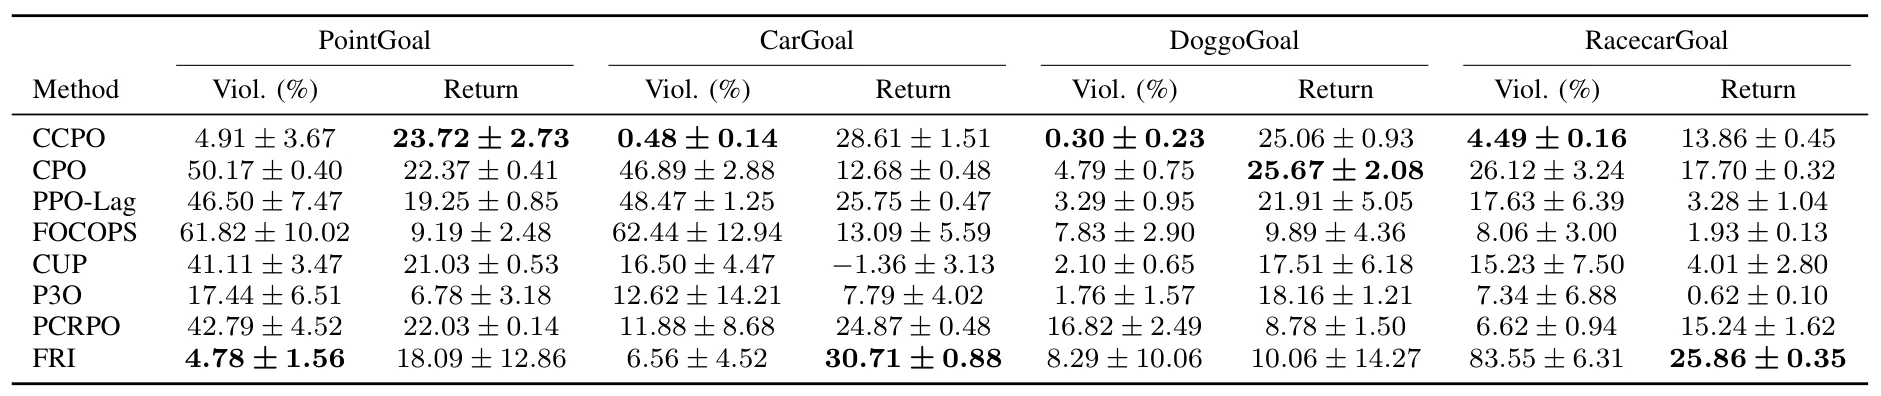 PointGoal CarGoal DoggoGoal RacecarGoal
Method Viol. (%) Return Viol. (%) Return Viol. (%) Return Viol. (%) Return
CCPO 4.91 ± 3.67 23.72 ± 2.73 0.48 ± 0.14 28.61 ± 1.51 0.30 ± 0.23 25.06 ± 0.93 4.49 ± 0.16 13.86 ± 0.45
CPO 50.17 ± 0.40 22.37 ± 0.41 46.89 ± 2.88 12.68 ± 0.48 4.79 ± 0.75 25.67 ± 2.08 26.12 ± 3.24 17.70 ± 0.32
PPO-Lag 46.50 ± 7.47 19.25 ± 0.85 48.47 ± 1.25 25.75 ± 0.47 3.29 ± 0.95 21.91 ± 5.05 17.63 ± 6.39 3.28 ± 1.04
FOCOPS 61.82 ± 10.02 9.19 ± 2.48 62.44 ± 12.94 13.09 ± 5.59 7.83 ± 2.90 9.89 ± 4.36 8.06 ± 3.00 1.93 ± 0.13
CUP 41.11 ± 3.47 21.03 ± 0.53 16.50 ± 4.47 −1.36 ± 3.13 2.10 ± 0.65 17.51 ± 6.18 15.23 ± 7.50 4.01 ± 2.80
P3O 17.44 ± 6.51 6.78 ± 3.18 12.62 ± 14.21 7.79 ± 4.02 1.76 ± 1.57 18.16 ± 1.21 7.34 ± 6.88 0.62 ± 0.10
PCRPO 42.79 ± 4.52 22.03 ± 0.14 11.88 ± 8.68 24.87 ± 0.48 16.82 ± 2.49 8.78 ± 1.50 6.62 ± 0.94 15.24 ± 1.62
FRI 4.78 ± 1.56 18.09 ± 12.86 6.56 ± 4.52 30.71 ± 0.88 8.29 ± 10.06 10.06 ± 14.27 83.55 ± 6.31 25.86 ± 0.35